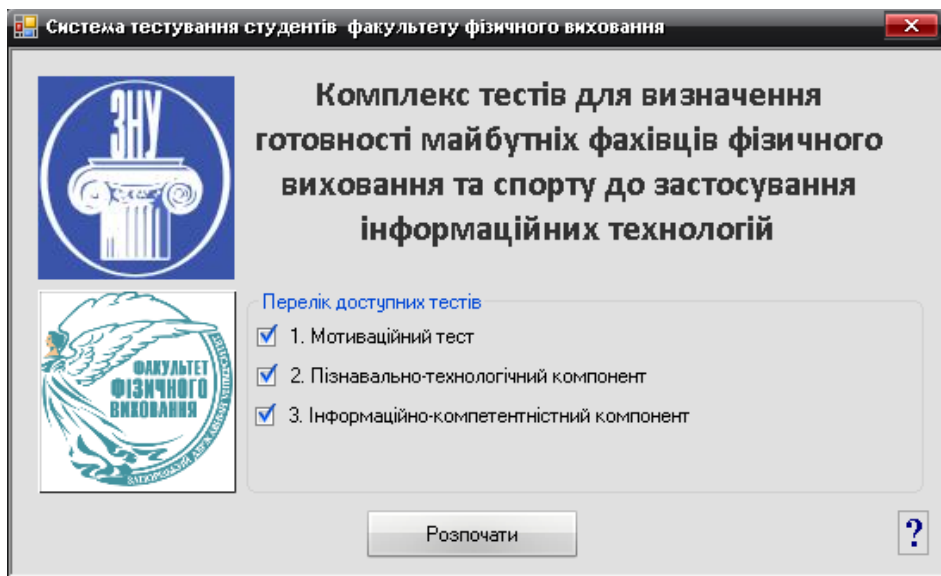 Система тестування студентів  факультету фізичного виховання
ЗНУ
Комплекс тестів для визначення
готовності майбутніх фахівців фізичного
виховання та спорту до застосування
інформаційних технологій
ФАКУЛЬТЕТ
ФІЗИЧНОГО
ВИХОВАННЯ
Перелік доступних тестів
1. Мотиваційний тест
2. Пізнавально-технологічний компонент
3. Інформаційно-компетентністний компонент
Розпочати
?